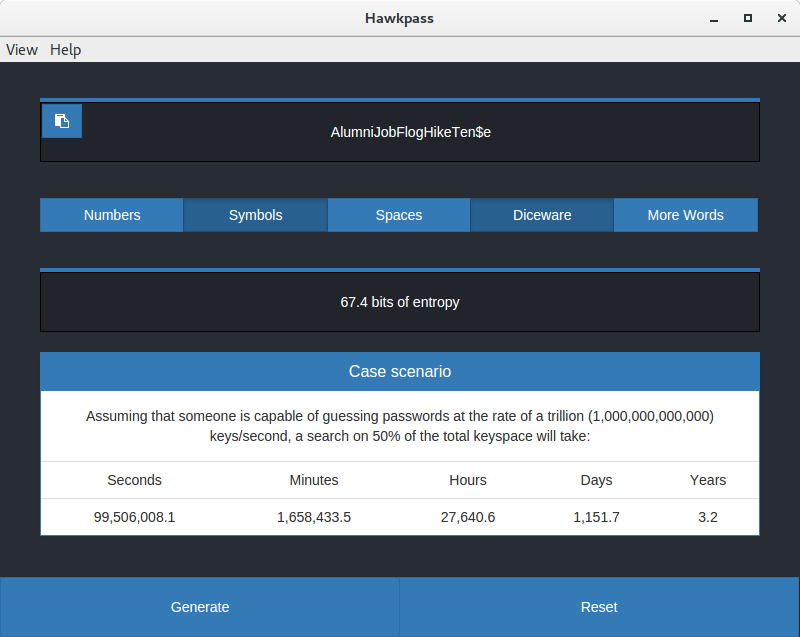 Hawkpass
View Help
AlumniJobFlogHikeTen$e
Numbers Symbols Spaces Diceware More Words
67.4 bits of entropy
Case scenario
Assuming that someone is capable of guessing passwords at the rate of a trillion (1,000,000,000,000)
keys/second, a search on 50% of the total keyspace will take:
Seconds Minutes Hours Days Years
99,506,008.1 1,658,433.5 27,640.6 1,151.7 3.2
Generate Reset